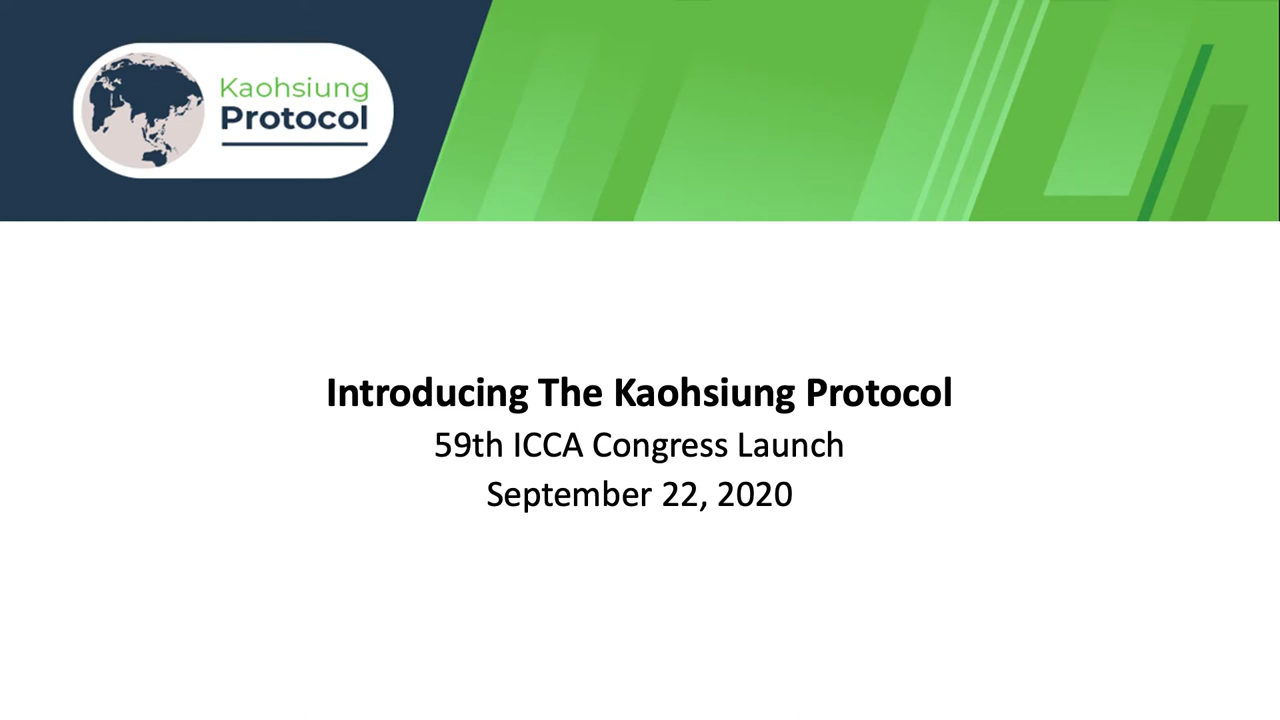 Kaohsiung
Protocol
Introducing The Kaohsiung Protocol
59th ICCA Congress Launch
September 22, 2020